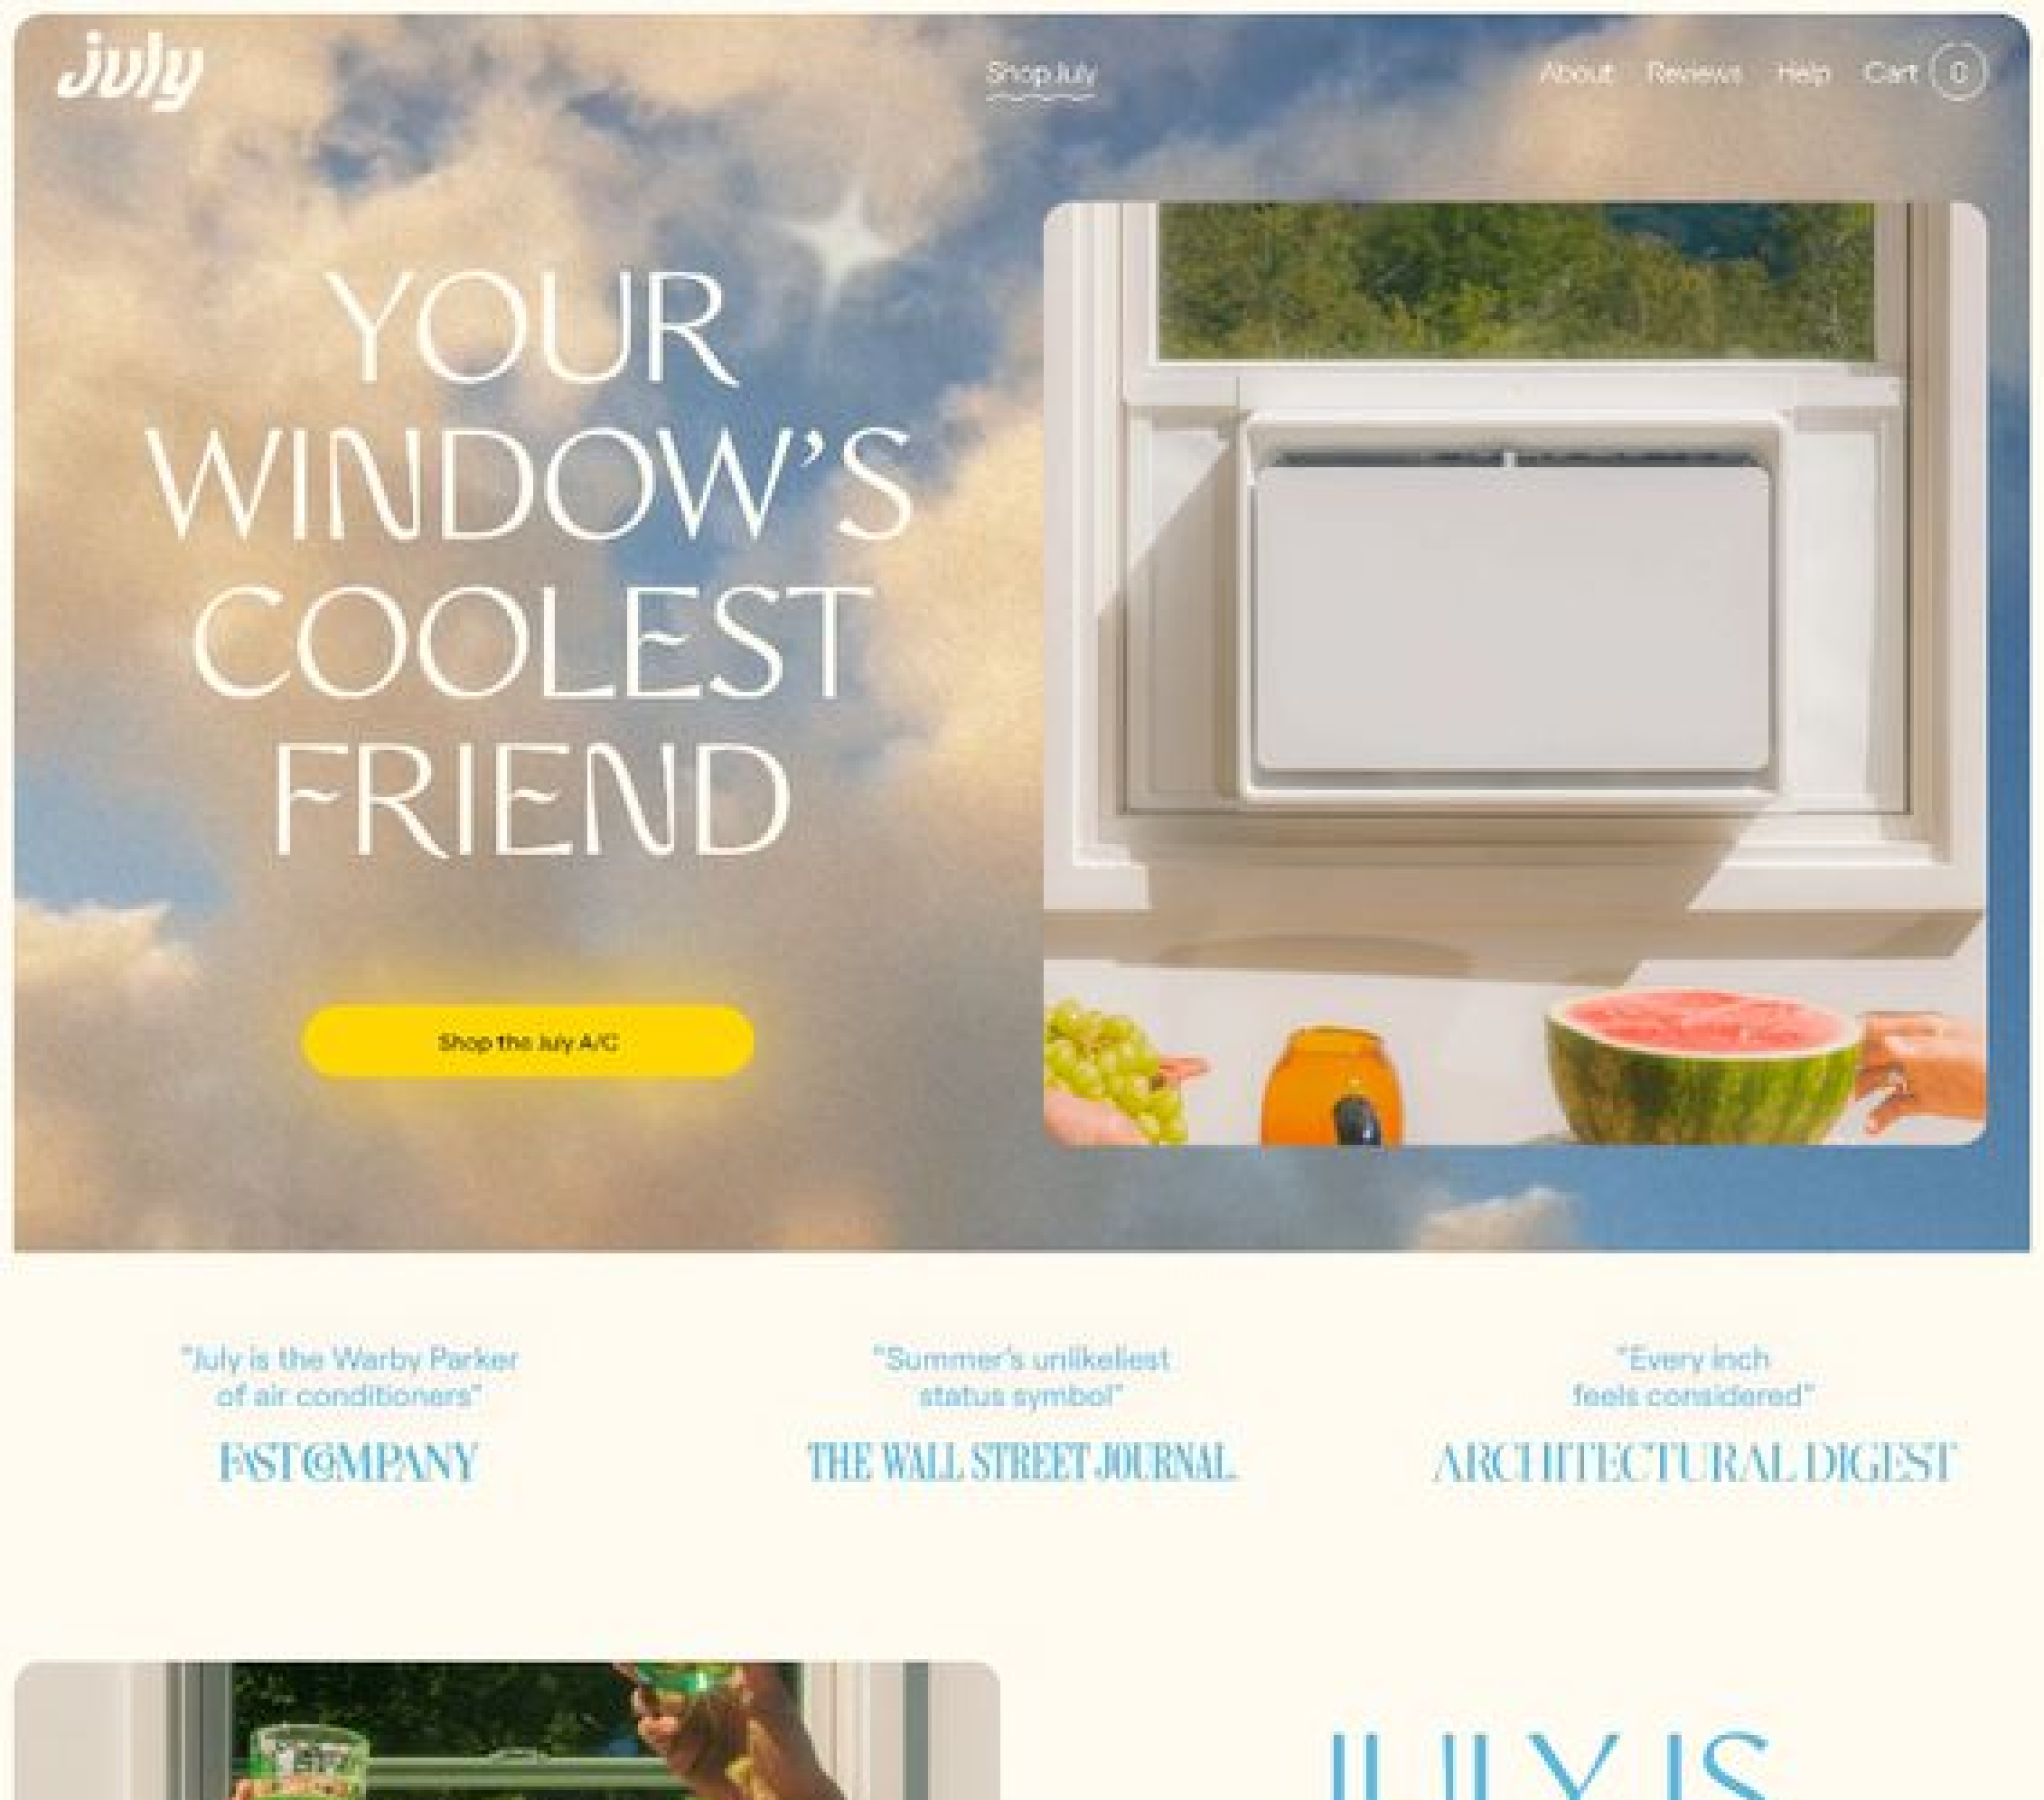 july
Shop July
About Reviews Help Cart 0
YOUR
WINDOW’S
COOLEST
FRIEND
Shop the July A/C
"July is the Warby Parker
of air conditioners"
FAST COMPANY
"Summer's unlikeliest
status symbol"
THE WALL STREET JOURNAL.
"Every inch
feels considered"
ARCHITECTURAL DIGEST
JULY IS